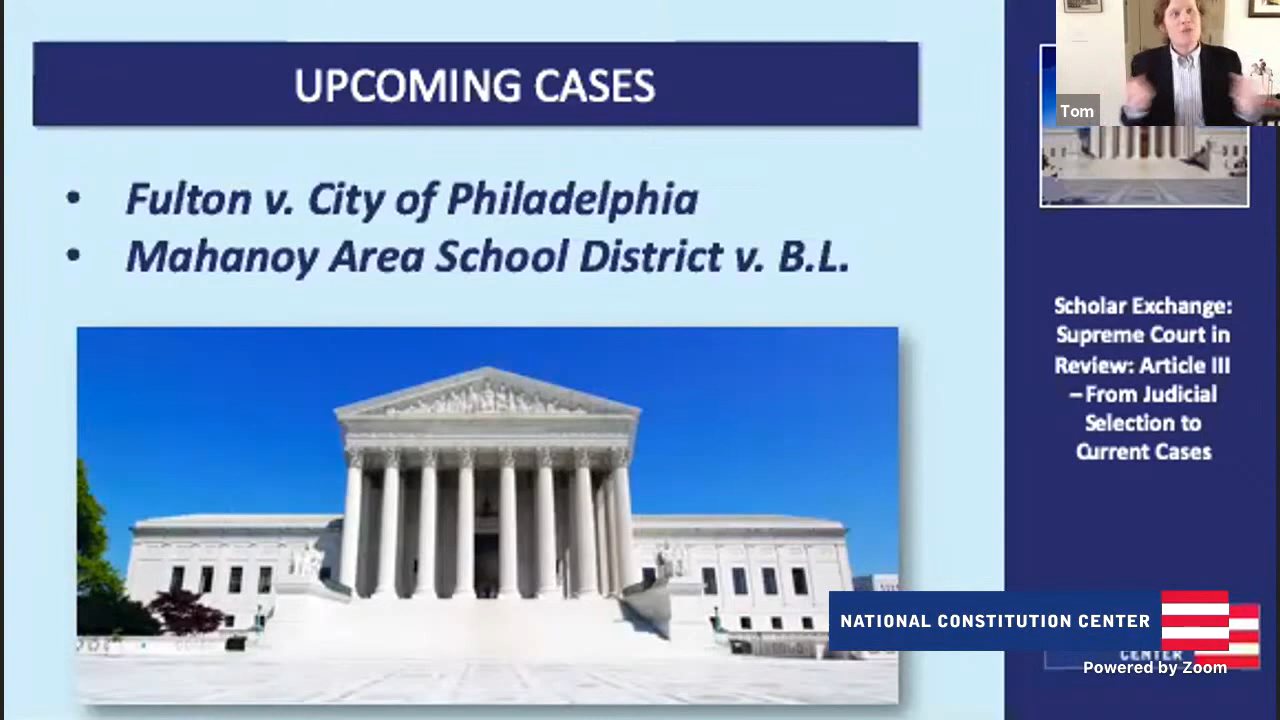 UPCOMING CASES
• Fulton v. City of Philadelphia
• Mahanoy Area School District v. B.L.
Tom
Scholar Exchange:
Supreme Court in
Review: Article III
– From Judicial
Selection to
Current Cases
NATIONAL CONSTITUTION CENTER
CENTER
Powered by Zoom